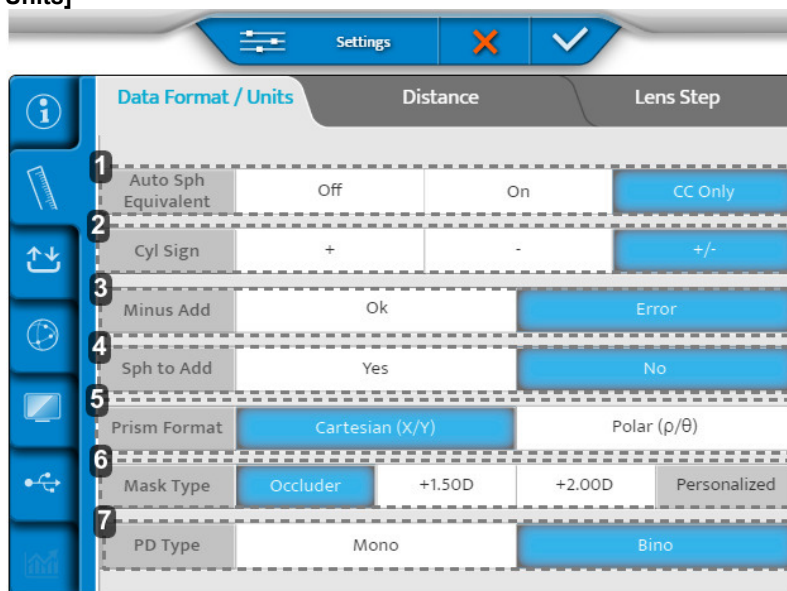 Units]
Settings
Data Format / Units Distance Lens Step
1
Auto Sph
Equivalent Off On CC Only
2
Cyl Sign + - +/-
3
Minus Add Ok Error
4
Sph to Add Yes No
5
Prism Format Cartesian (X/Y) Polar (ρ/θ)
6
Mask Type Occluder +1.50D +2.00D Personalized
7
PD Type Mono Bino